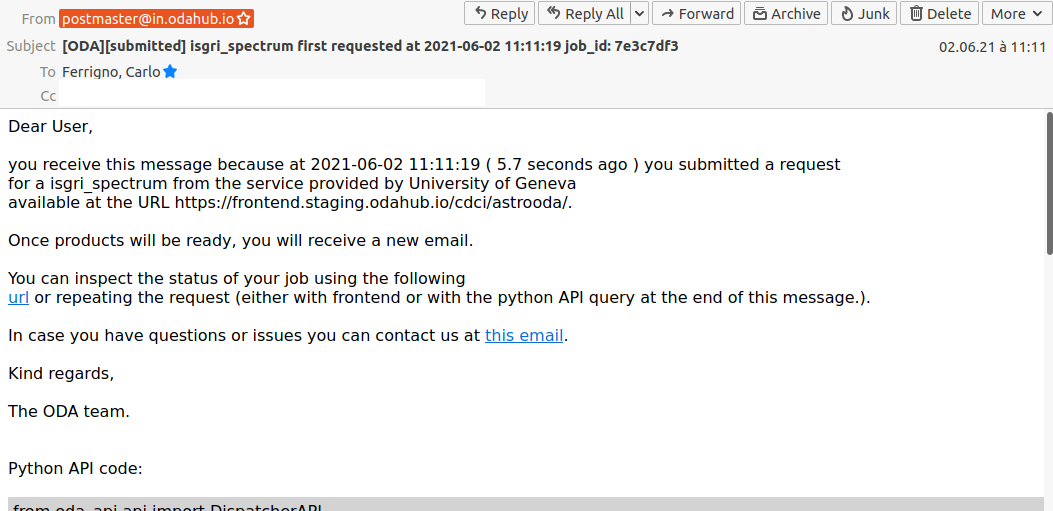 From postmaster@in.odahub.io Reply Reply All Forward Archive Junk Delete More
Subject [ODA][submitted] isgri_spectrum first requested at 2021-06-02 11:11:19 job_id: 7e3c7df3 02.06.21 à 11:11
To Ferrigno, Carlo
Cc
Dear User,
you receive this message because at 2021-06-02 11:11:19 ( 5.7 seconds ago ) you submitted a request
for a isgri_spectrum from the service provided by University of Geneva
available at the URL https://frontend.staging.odahub.io/cdci/astrooda/.
Once products will be ready, you will receive a new email.
You can inspect the status of your job using the following
url or repeating the request (either with frontend or with the python API query at the end of this message.).
In case you have questions or issues you can contact us at this email.
Kind regards,
The ODA team.
Python API code:
from oda_api.api import DispatcherAPI